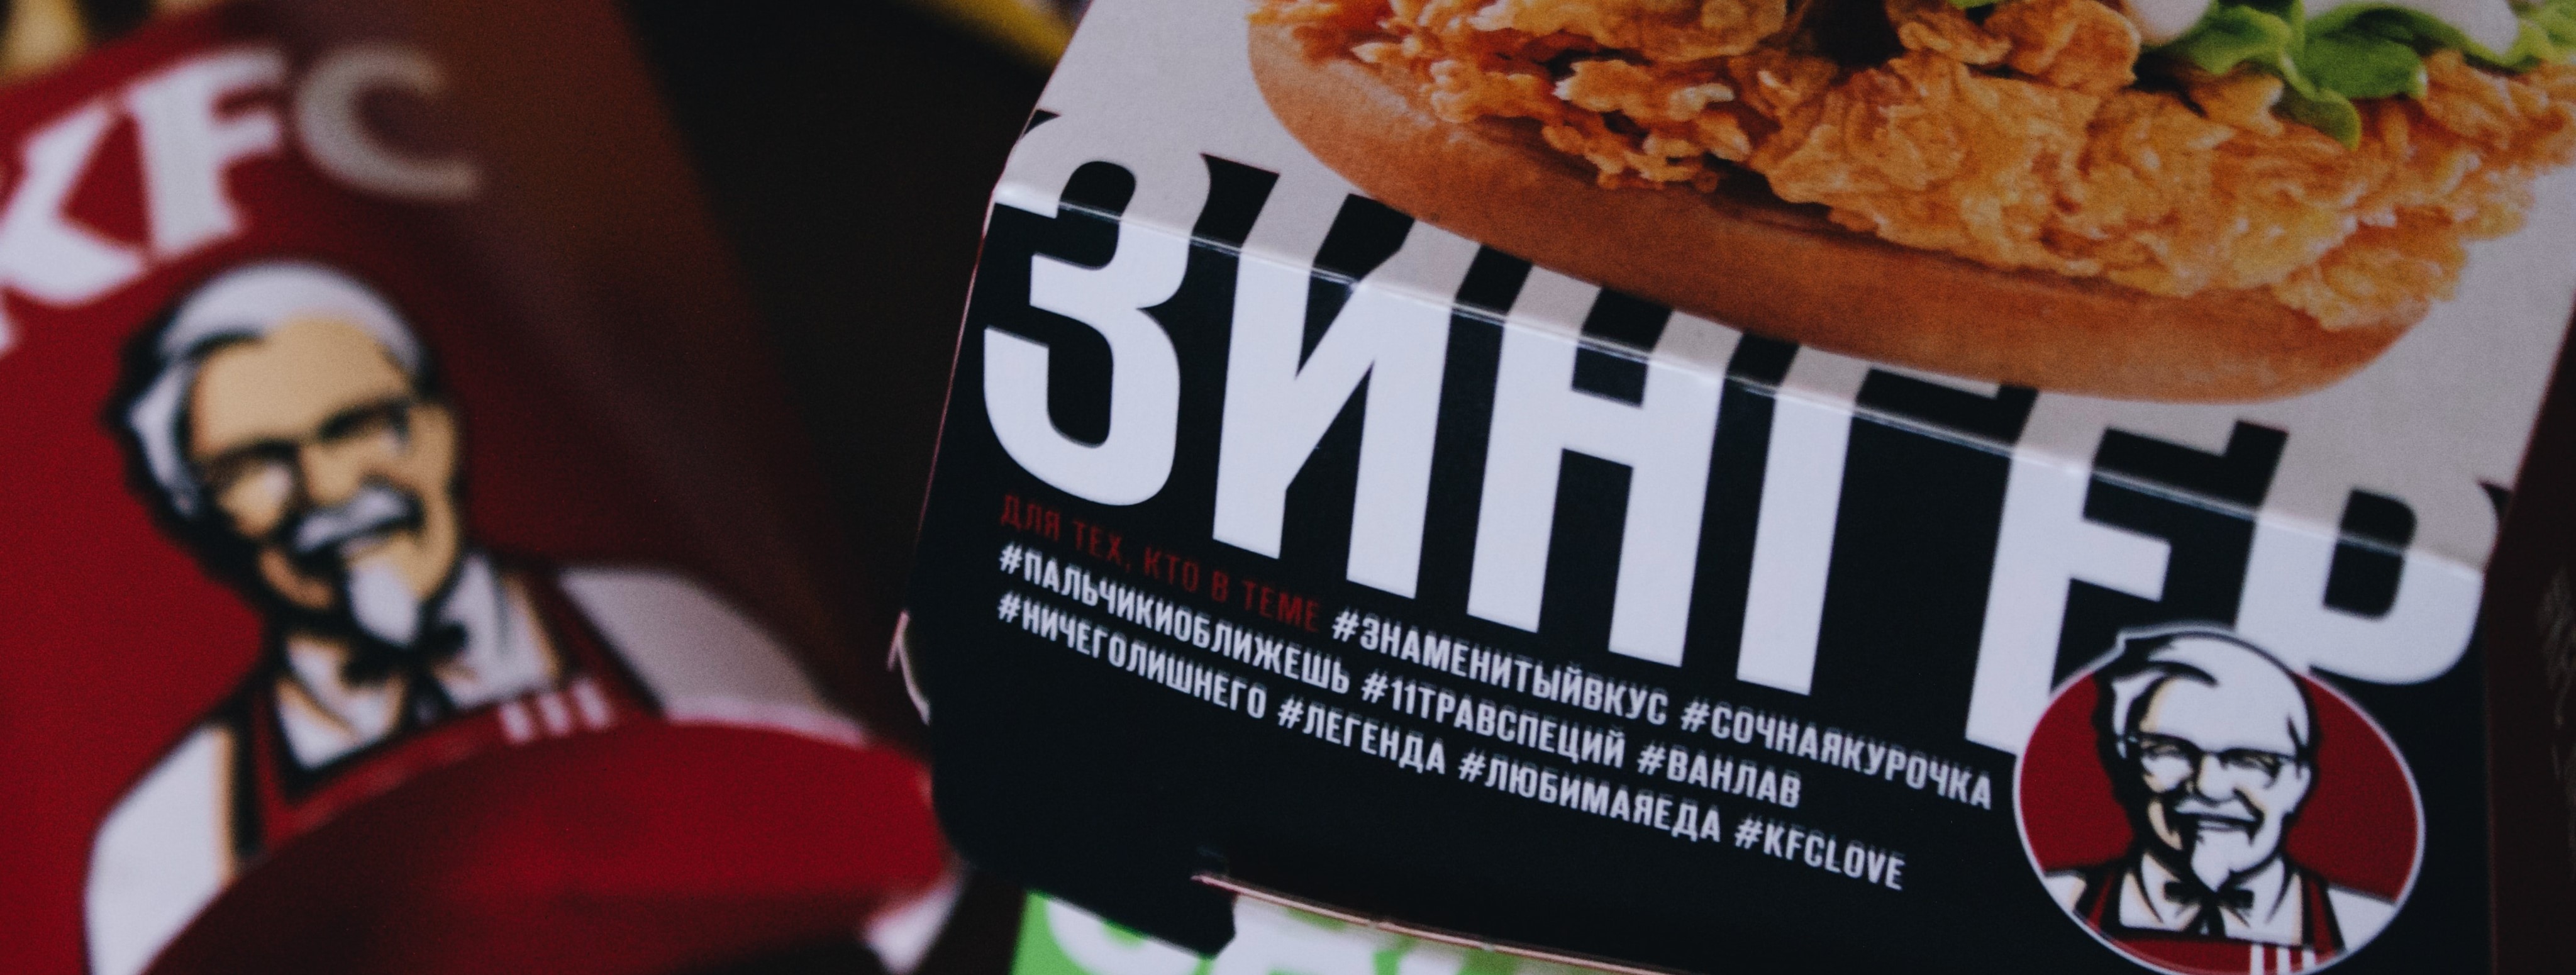 KFC
ЗИНГЕР
ДЛЯ ТЕХ, КТО В ТЕМЕ #ЗНАМЕНИТЫЙВКУС #СОЧНАЯКУРОЧКА
#ПАЛЬЧИКИОБЛИЖЕШЬ #11ТРАВСПЕЦИЙ #ВАНЛАВ
#НИЧЕГОЛИШНЕГО #ЛЕГЕНДА #ЛЮБИМАЯЕДА #KFCLOVE